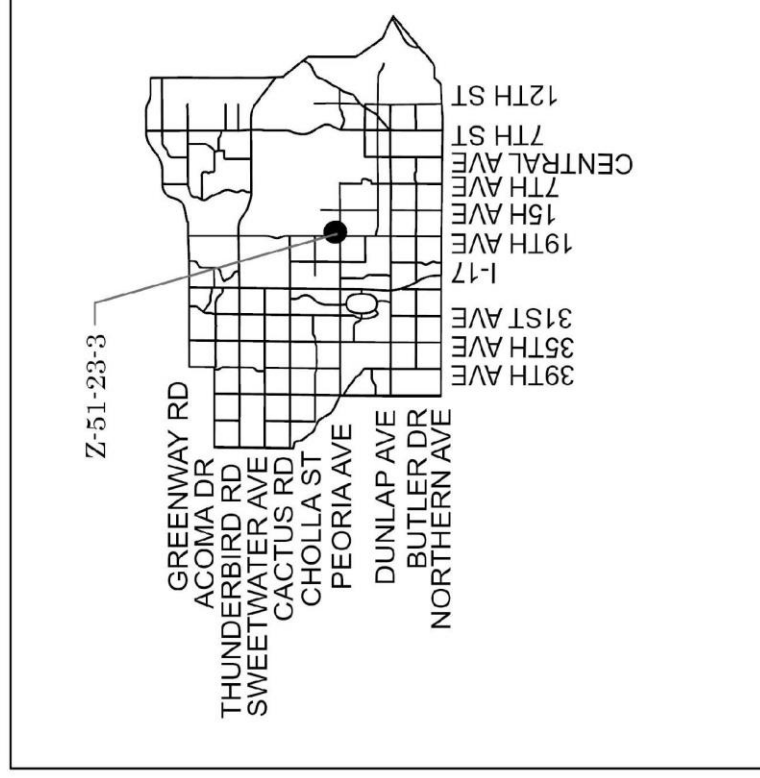 12TH ST
7TH ST
CENTRAL AVE
7TH AVE
15H AVE
19TH AVE
I-17
31ST AVE
35TH AVE
39TH AVE
Z-51-23-3
GREENWAY RD
ACOMA DR
THUNDERBIRD RD
SWEETWATER AVE
CACTUS RD
CHOLLA ST
PEORIA AVE
DUNLAP AVE
BUTLER DR
NORTHERN AVE